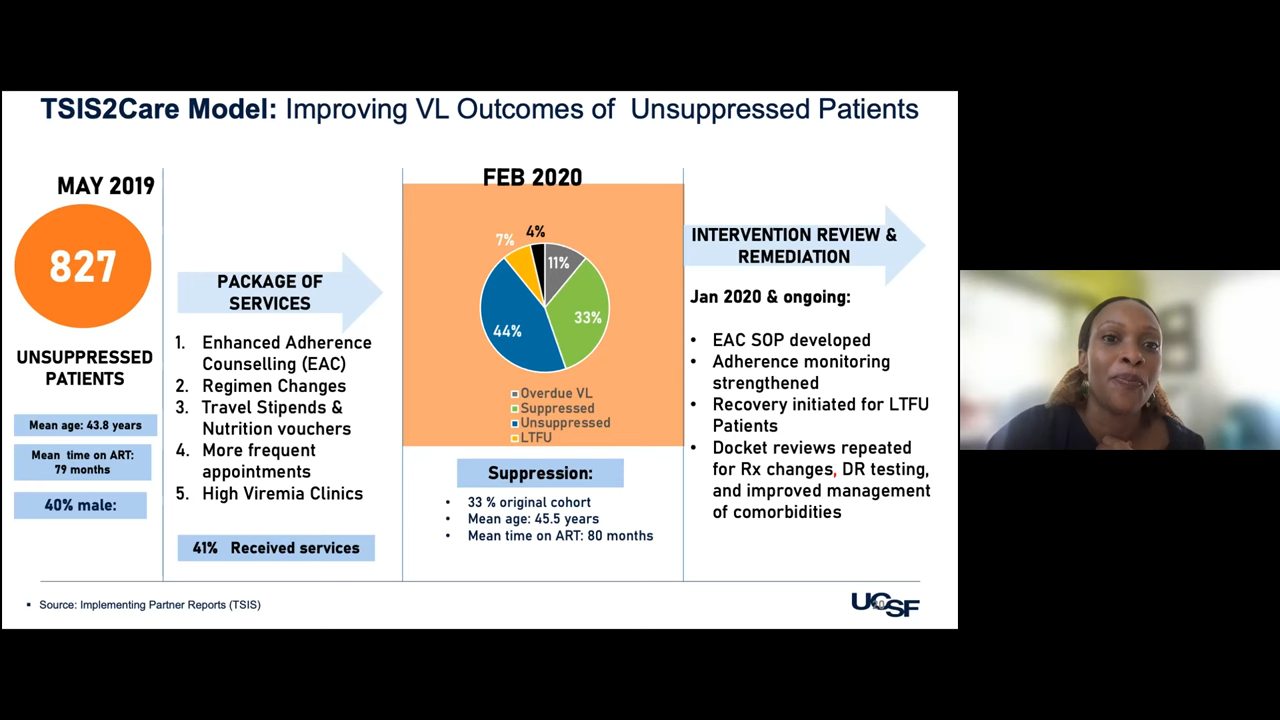 TSIS2Care Model: Improving VL Outcomes of Unsuppressed Patients
MAY 2019
827
UNSUPPRESSED
PATIENTS
Mean age: 43.8 years
Mean time on ART:
79 months
40% male:
PACKAGE OF
SERVICES
1. Enhanced Adherence
Counselling (EAC)
2. Regimen Changes
3. Travel Stipends &
Nutrition vouchers
4. More frequent
appointments
5. High Viremia Clinics
41% Received services
FEB 2020
4%
7%
11%
33%
44%
Overdue VL
Suppressed
Unsuppressed
LTFU
Suppression:
• 33 % original cohort
• Mean age: 45.5 years
• Mean time on ART: 80 months
INTERVENTION REVIEW &
REMEDIATION
Jan 2020 & ongoing:
• EAC SOP developed
• Adherence monitoring
strengthened
• Recovery initiated for LTFU
Patients
• Docket reviews repeated
for Rx changes, DR testing,
and improved management
of comorbidities
▪ Source: Implementing Partner Reports (TSIS)
UCSF